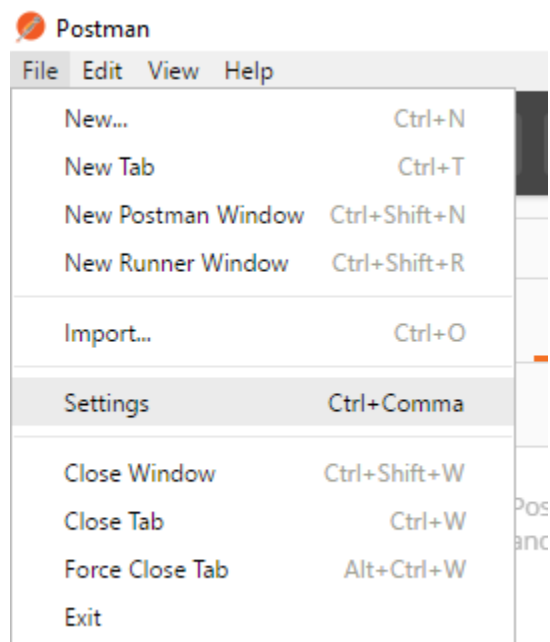 Postman
File Edit View Help
New... Ctrl+N
New Tab Ctrl+T
New Postman Window Ctrl+Shift+N
New Runner Window Ctrl+Shift+R
Import... Ctrl+O
Settings Ctrl+Comma
Close Window Ctrl+Shift+W
Close Tab Ctrl+W
Force Close Tab Alt+Ctrl+W
Exit